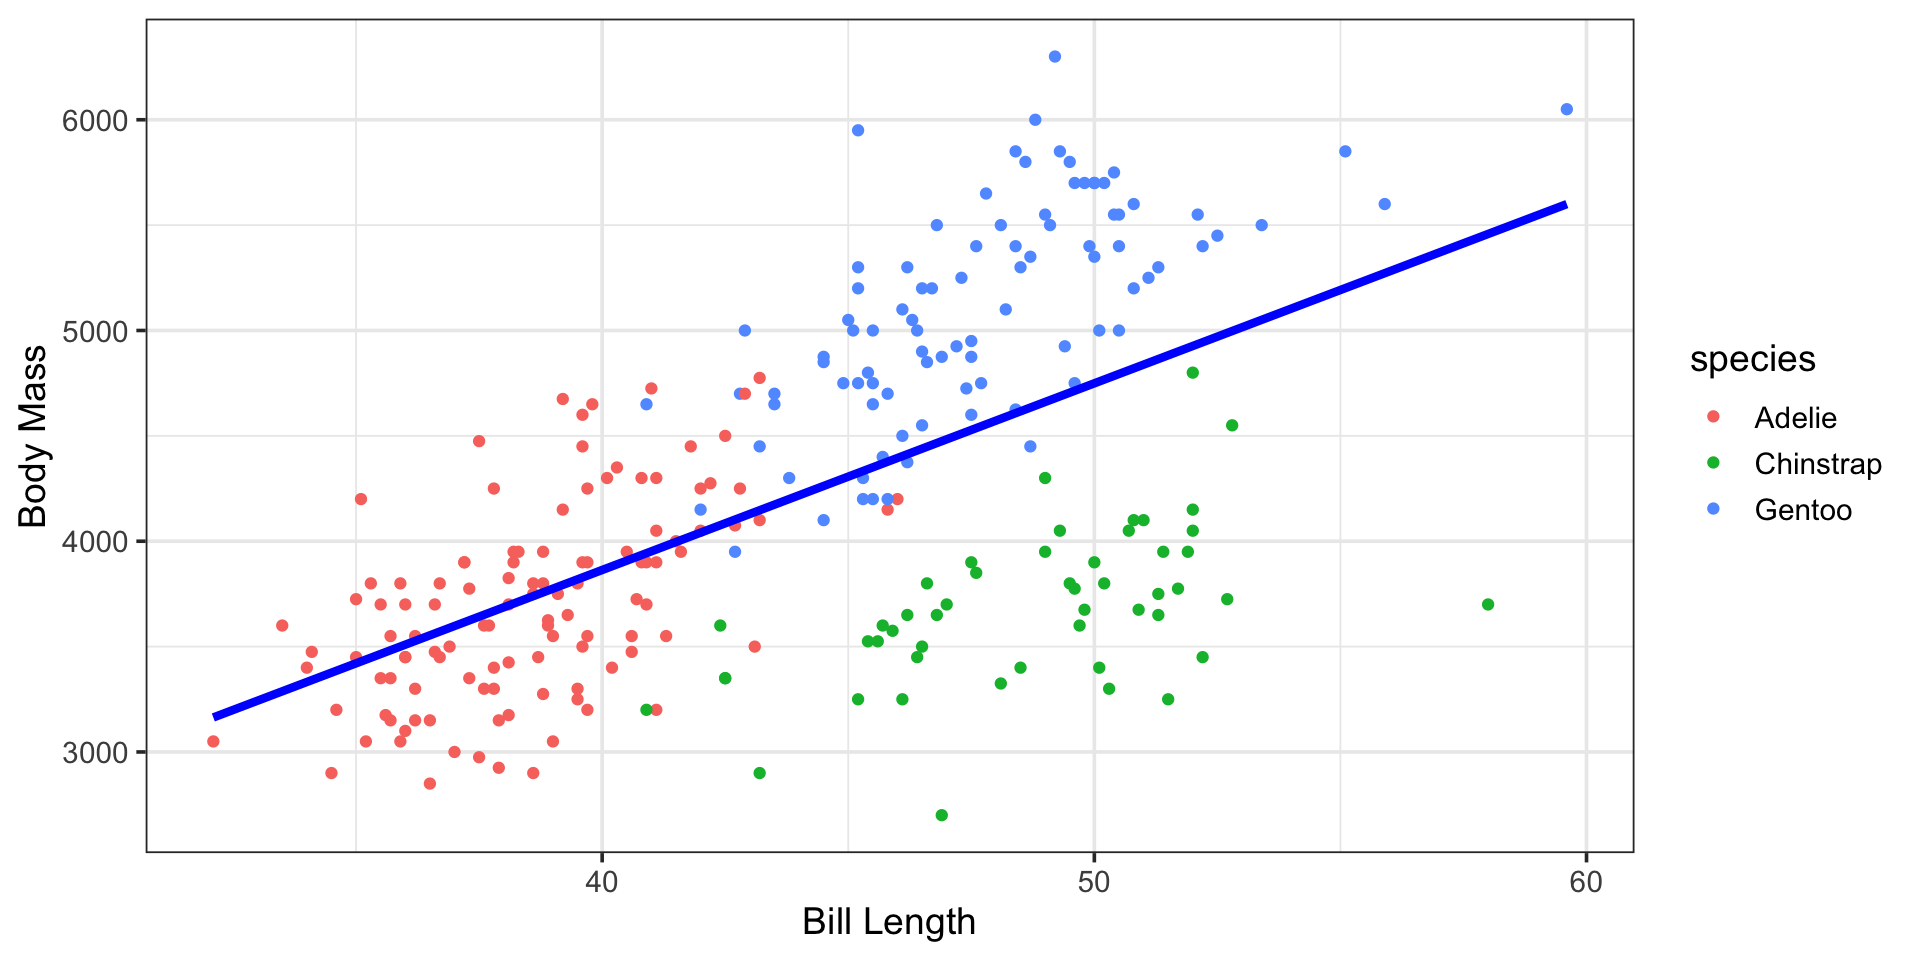 6000
5000
4000
3000
Body Mass
40
50
60
Bill Length
species
Adelie
Chinstrap
Gentoo